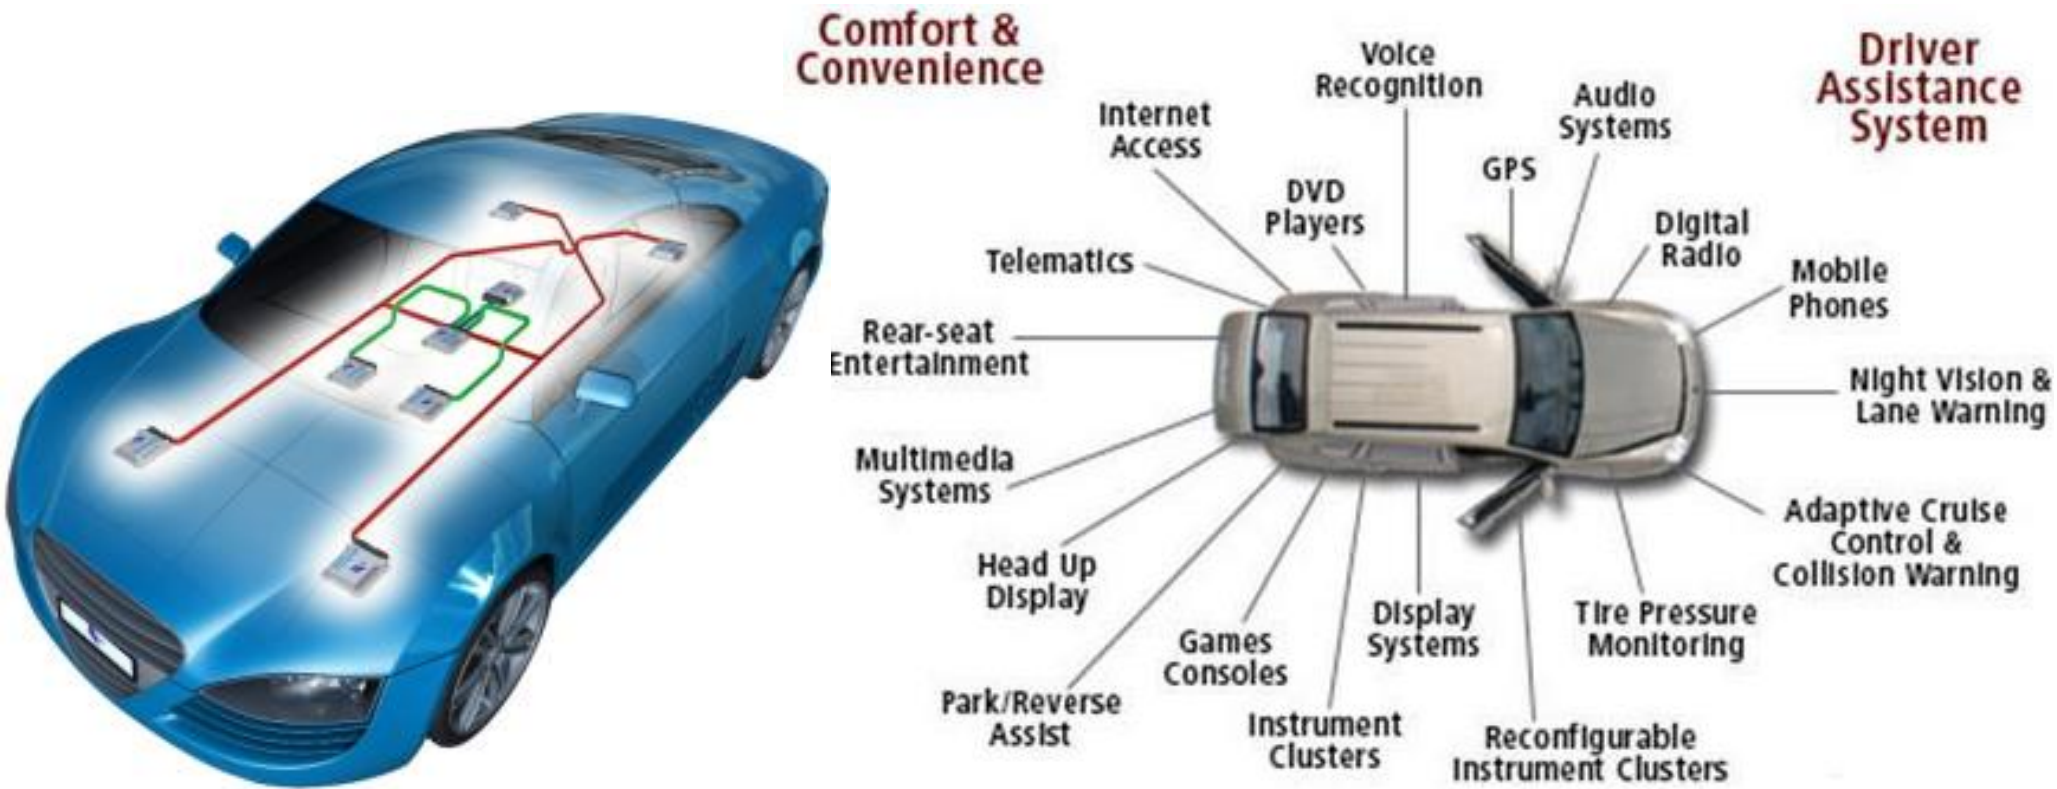 Comfort &
Convenience
Driver
Assistance
System
Voice
Recognition
Audio
Systems
Internet
Access
GPS
DVD
Players
Digital
Radio
Telematics
Mobile
Phones
Rear-seat
Entertainment
Night Vision &
Lane Warning
Multimedia
Systems
Adaptive Cruise
Control &
Collision Warning
Head Up
Display
Display
Systems
Tire Pressure
Monitoring
Games
Consoles
Park/Reverse
Assist
Instrument
Clusters
Reconfigurable
Instrument Clusters